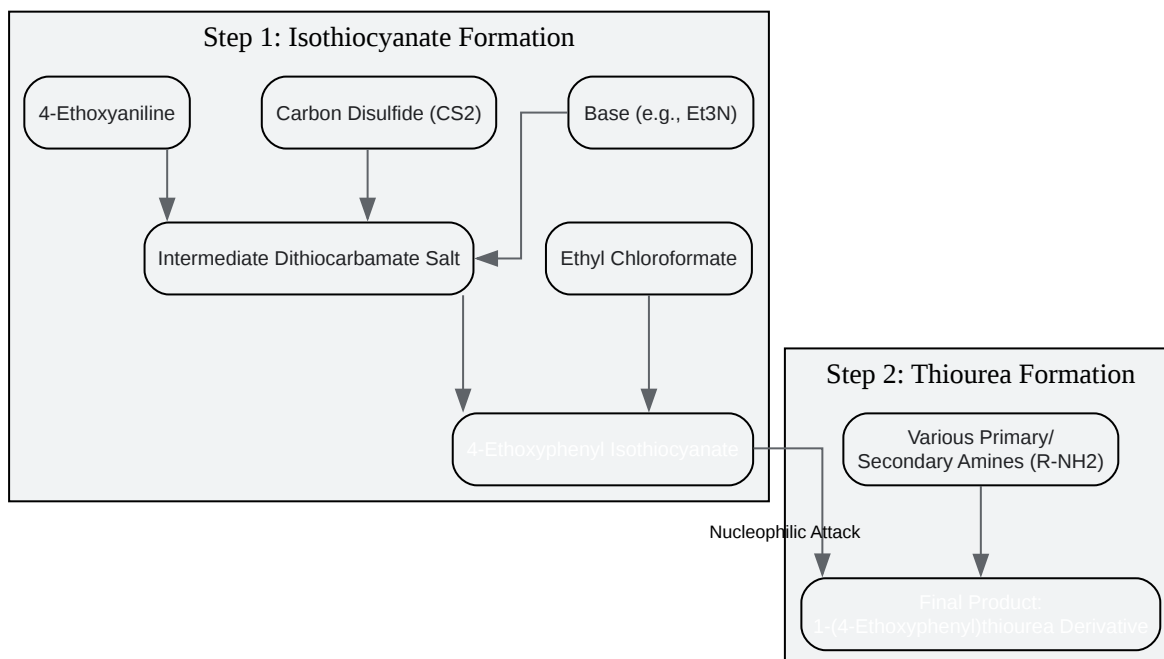 Step 1: Isothiocyanate Formation
4-Ethoxyaniline
Carbon Disulfide (CS2)
Base (e.g., Et3N)
Intermediate Dithiocarbamate Salt
Ethyl Chloroformate
4-Ethoxyphenyl Isothiocyanate
Step 2: Thiourea Formation
Various Primary/
Secondary Amines (R-NH2)
Nucleophilic Attack
Final Product:
1-(4-Ethoxyphenyl)thiourea Derivative